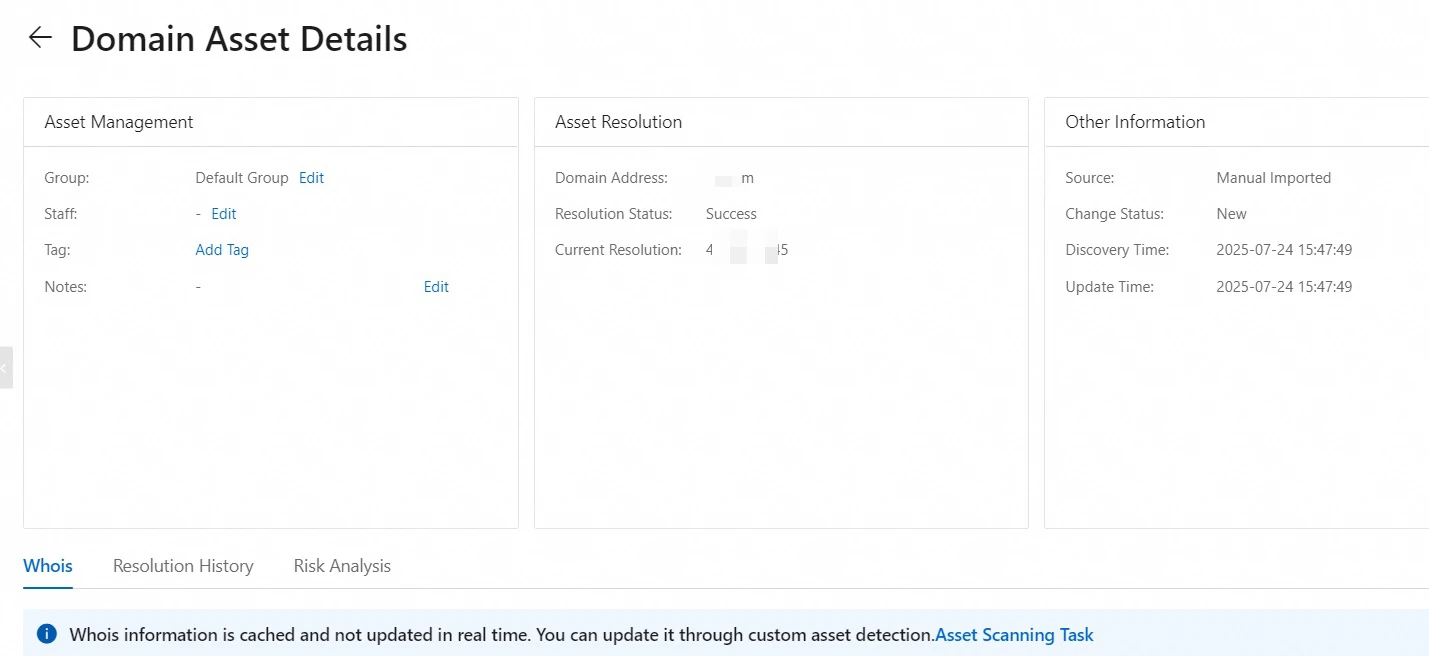 Domain Asset Details
Asset Management
Group: Default Group Edit
Staff: - Edit
Tag: Add Tag
Notes: - Edit
Asset Resolution
Domain Address: m
Resolution Status: Success
Current Resolution: 4 45
Other Information
Source: Manual Imported
Change Status: New
Discovery Time: 2025-07-24 15:47:49
Update Time: 2025-07-24 15:47:49
Whois Resolution History Risk Analysis
Whois information is cached and not updated in real time. You can update it through custom asset detection.Asset Scanning Task